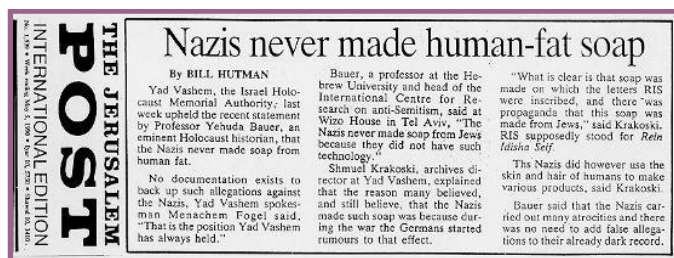 THE JERUSALEM
POST
INTERNATIONAL EDITION
Week ending May 5, 1990 • 5750 • 1410
Nazis never made human-fat soap
By BILL HUTMAN
Yad Vashem, the Israel Holo-
caust Memorial Authority, last
week upheld the recent statement
by Professor Yehuda Bauer, an
eminent Holocaust historian, that
the Nazis never made soap from
human fat.
No documentation exists to
back up such allegations against
the Nazis, Yad Vashem spokes-
man Menachem Fogel said.
"That is the position Yad Vashem
has always held."
Bauer, a professor at the He-
brew University and head of the
International Centre for Re-
search on anti-Semitism, said at
Wizo House in Tel Aviv, "The
Nazis never made soap from Jews
because they did not have such
technology."
Shmuel Krakoski, archives di-
rector at Yad Vashem, explained
that the reason many believed,
and still believe, that the Nazis
made such soap was because dur-
ing the war the Germans started
rumours to that effect.
"What is clear is that soap was
made on which the letters RIS
were inscribed, and there was
propaganda that this soap was
made from Jews," said Krakoski.
RIS supposedly stood for Rein
Idisha Seif.
Ths Nazis did however use the
skin and hair of humans to make
various products, said Krakoski.
Bauer said that the Nazis car-
ried out many atrocities and there
was no need to add false allega-
tions to their already dark record.